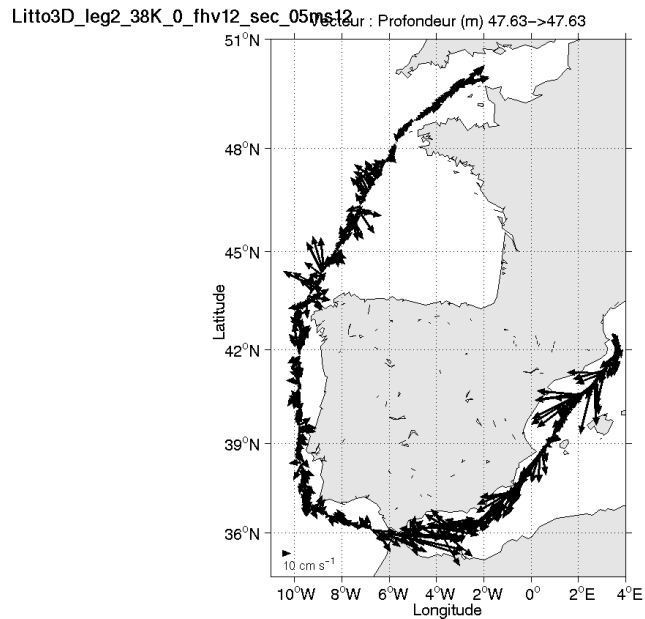 Litto3D_leg2_38K_0_fhv12_sec_05ms12
Vecteur : Profondeur (m) 47.63->47.63
51°N
48°N
45°N
42°N
39°N
36°N
Latitude
10 cm s⁻¹
10°W 8°W 6°W 4°W 2°W 0° 2°E 4°E
Longitude